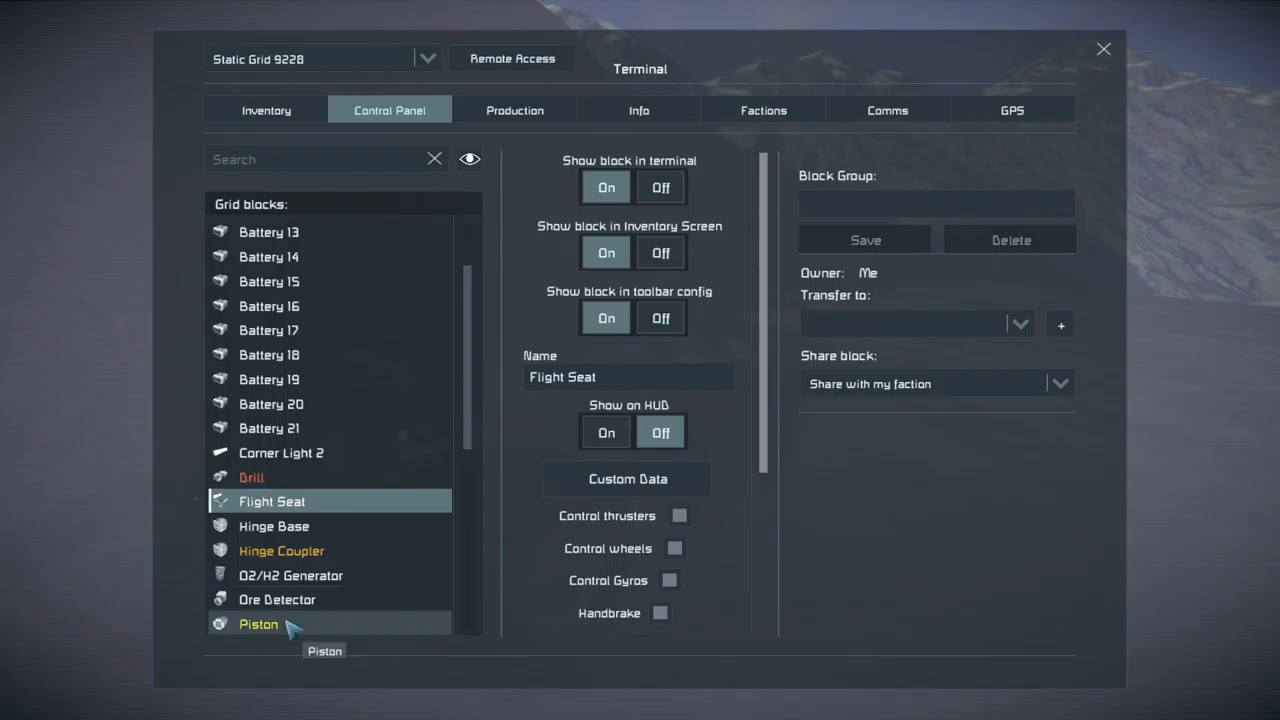 Static Grid 9228
Remote Access
Terminal
Inventory
Control Panel
Production
Info
Factions
Comms
GPS
Search
Grid blocks:
Battery 13
Battery 14
Battery 15
Battery 16
Battery 17
Battery 18
Battery 19
Battery 20
Battery 21
Corner Light 2
Drill
Flight Seat
Hinge Base
Hinge Coupler
O2/H2 Generator
Ore Detector
Piston
Piston
Show block in terminal
On Off
Show block in Inventory Screen
On Off
Show block in toolbar config
On Off
Name
Flight Seat
Show on HUD
On Off
Custom Data
Control thrusters
Control wheels
Control Gyros
Handbrake
Block Group:
Save Delete
Owner: Me
Transfer to:
+
Share block:
Share with my faction